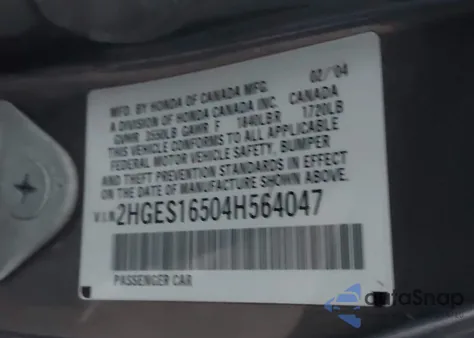 MFD. BY HONDA OF CANADA MFG. 02/04
A DIVISION OF HONDA CANADA INC. CANADA
GVWR 3550LB GAWR F 1840LBR 1720LB
THIS VEHICLE CONFORMS TO ALL APPLICABLE
FEDERAL MOTOR VEHICLE SAFETY, BUMPER
AND THEFT PREVENTION STANDARDS IN EFFECT
ON THE DATE OF MANUFACTURE SHOWN ABOVE.
V.I.N 2HGES16504H564047
PASSENGER CAR
autoSnap